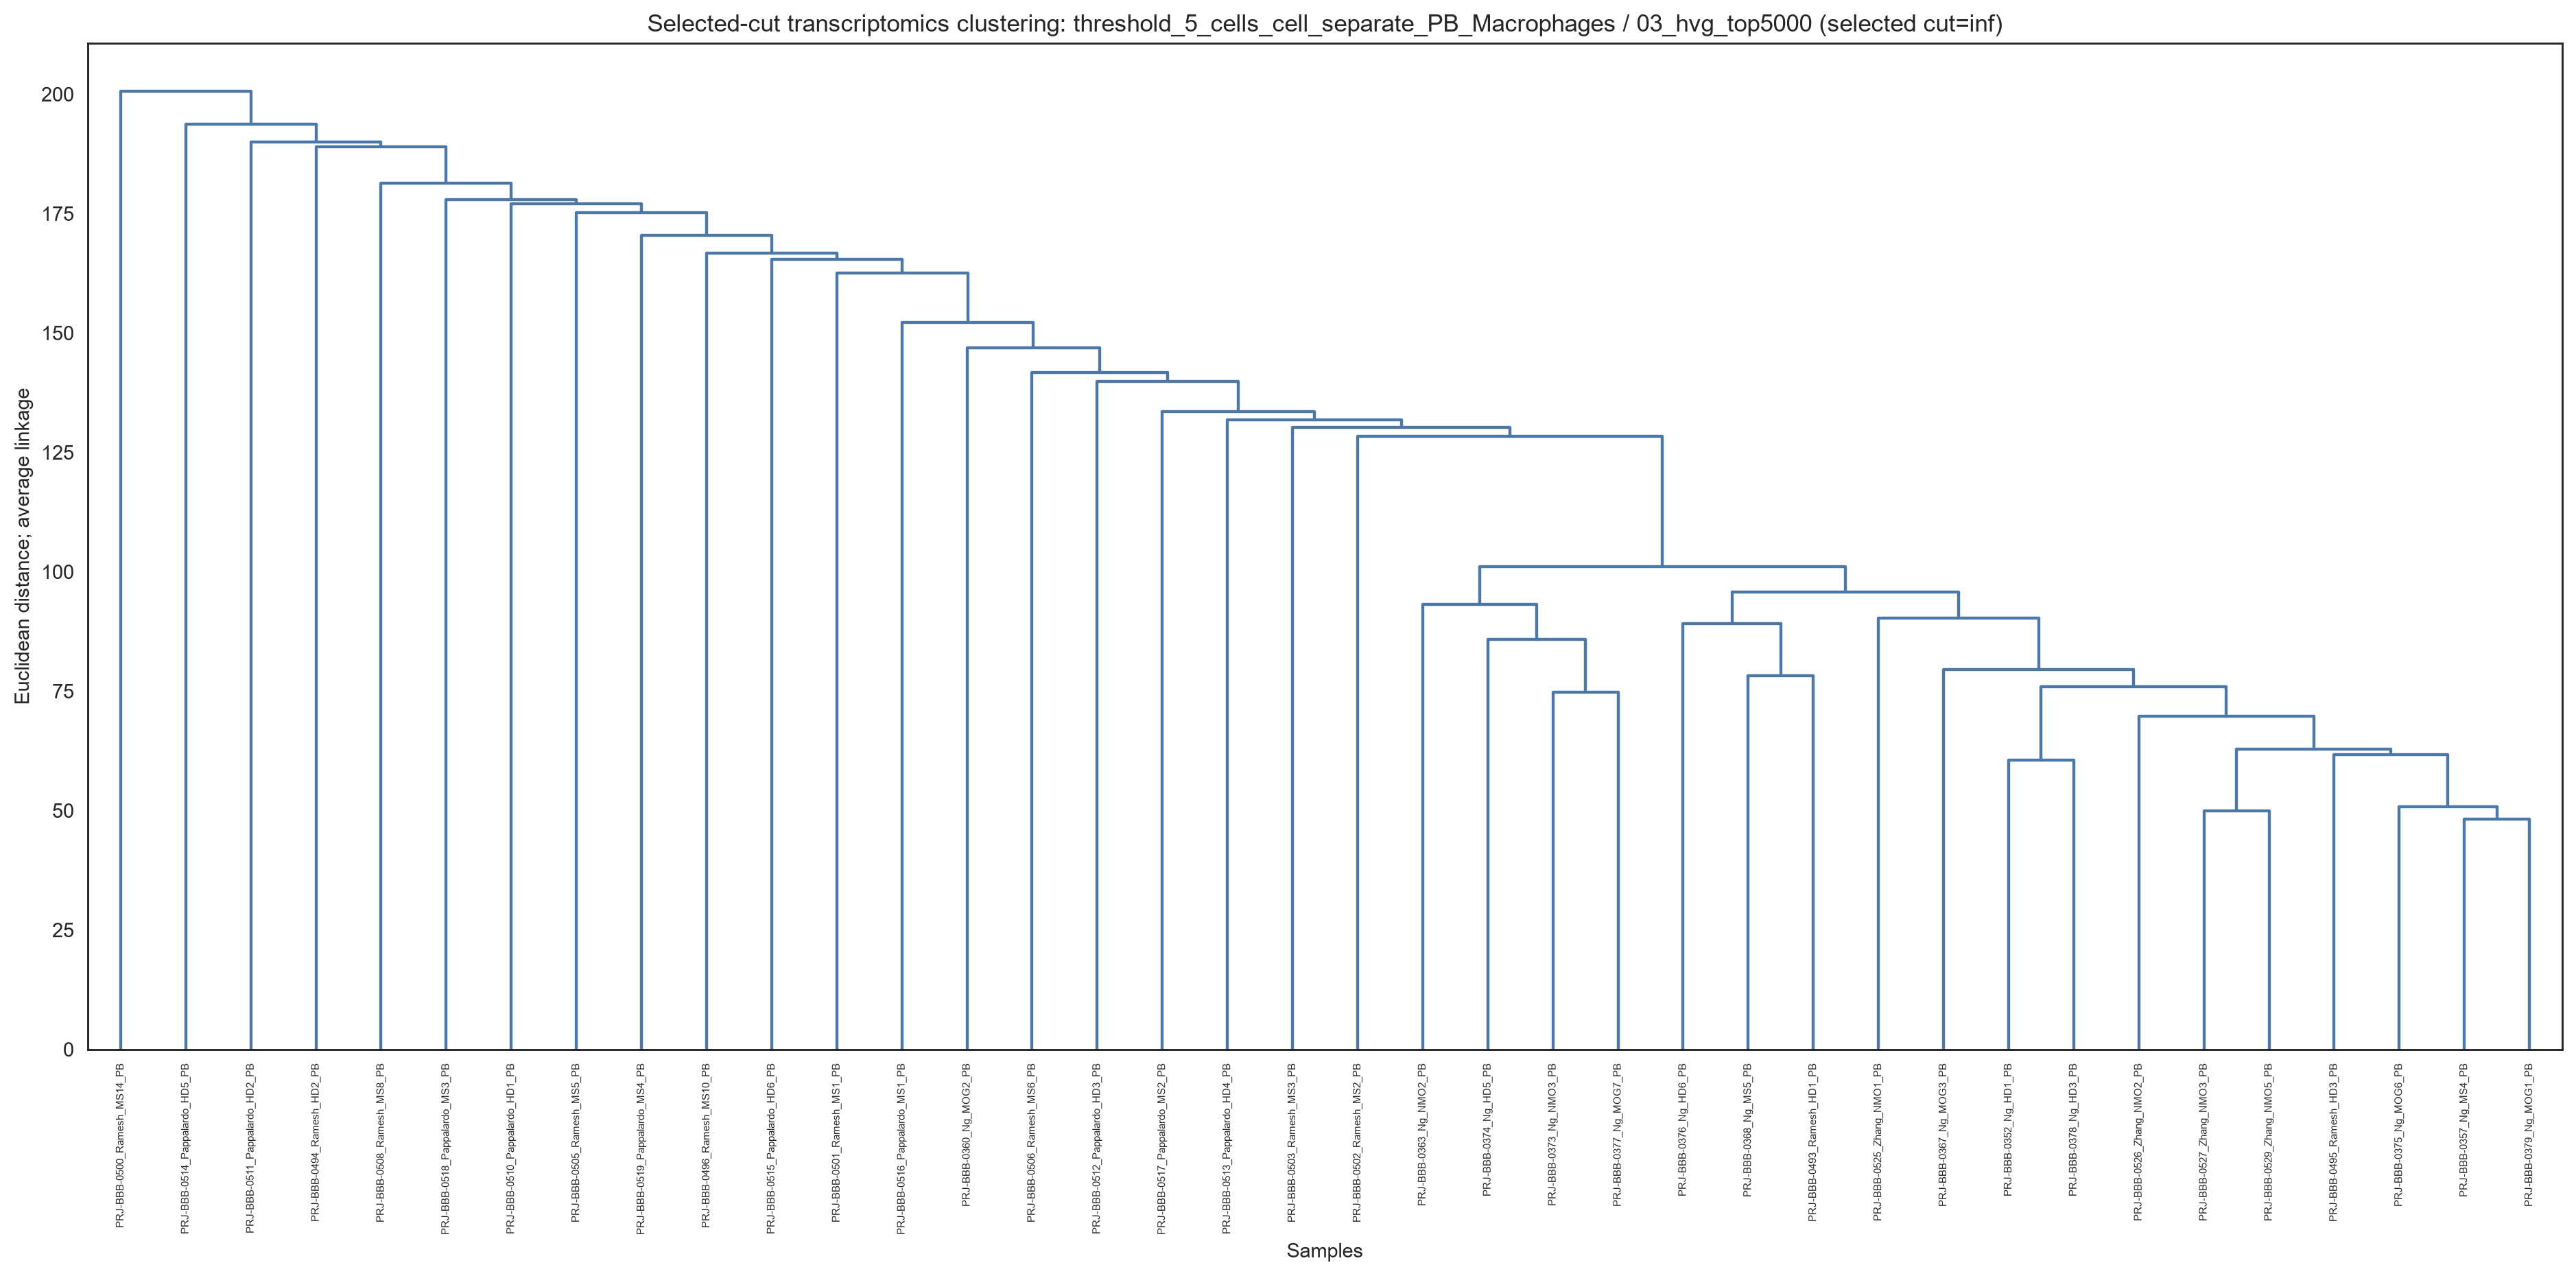 Selected-cut transcriptomics clustering: threshold_5_cells_cell_separate_PB_Macrophages / 03_hvg_top5000 (selected cut=inf)
Euclidean distance; average linkage
200
175
150
125
100
75
50
25
0
PRJ-BBB-0500_Ramesh_MS14_PB
PRJ-BBB-0514_Pappalardo_HD5_PB
PRJ-BBB-0511_Pappalardo_HD2_PB
PRJ-BBB-0494_Ramesh_HD2_PB
PRJ-BBB-0508_Ramesh_MS8_PB
PRJ-BBB-0518_Pappalardo_MS3_PB
PRJ-BBB-0510_Pappalardo_HD1_PB
PRJ-BBB-0505_Ramesh_MS5_PB
PRJ-BBB-0519_Pappalardo_MS4_PB
PRJ-BBB-0496_Ramesh_MS10_PB
PRJ-BBB-0515_Pappalardo_HD6_PB
PRJ-BBB-0501_Ramesh_MS1_PB
PRJ-BBB-0516_Pappalardo_MS1_PB
PRJ-BBB-0360_Ng_MOG2_PB
PRJ-BBB-0506_Ramesh_MS6_PB
PRJ-BBB-0512_Pappalardo_HD3_PB
PRJ-BBB-0517_Pappalardo_MS2_PB
PRJ-BBB-0513_Pappalardo_HD4_PB
PRJ-BBB-0503_Ramesh_MS3_PB
PRJ-BBB-0502_Ramesh_MS2_PB
PRJ-BBB-0363_Ng_NMO2_PB
PRJ-BBB-0374_Ng_HD5_PB
PRJ-BBB-0373_Ng_NMO3_PB
PRJ-BBB-0377_Ng_MOG7_PB
PRJ-BBB-0376_Ng_HD6_PB
PRJ-BBB-0368_Ng_MS5_PB
PRJ-BBB-0493_Ramesh_HD1_PB
PRJ-BBB-0525_Zhang_NMO1_PB
PRJ-BBB-0367_Ng_MOG3_PB
PRJ-BBB-0352_Ng_HD1_PB
PRJ-BBB-0378_Ng_HD3_PB
PRJ-BBB-0526_Zhang_NMO2_PB
PRJ-BBB-0527_Zhang_NMO3_PB
PRJ-BBB-0529_Zhang_NMO5_PB
PRJ-BBB-0495_Ramesh_HD3_PB
PRJ-BBB-0375_Ng_MOG6_PB
PRJ-BBB-0357_Ng_MS4_PB
PRJ-BBB-0379_Ng_MOG1_PB
Samples